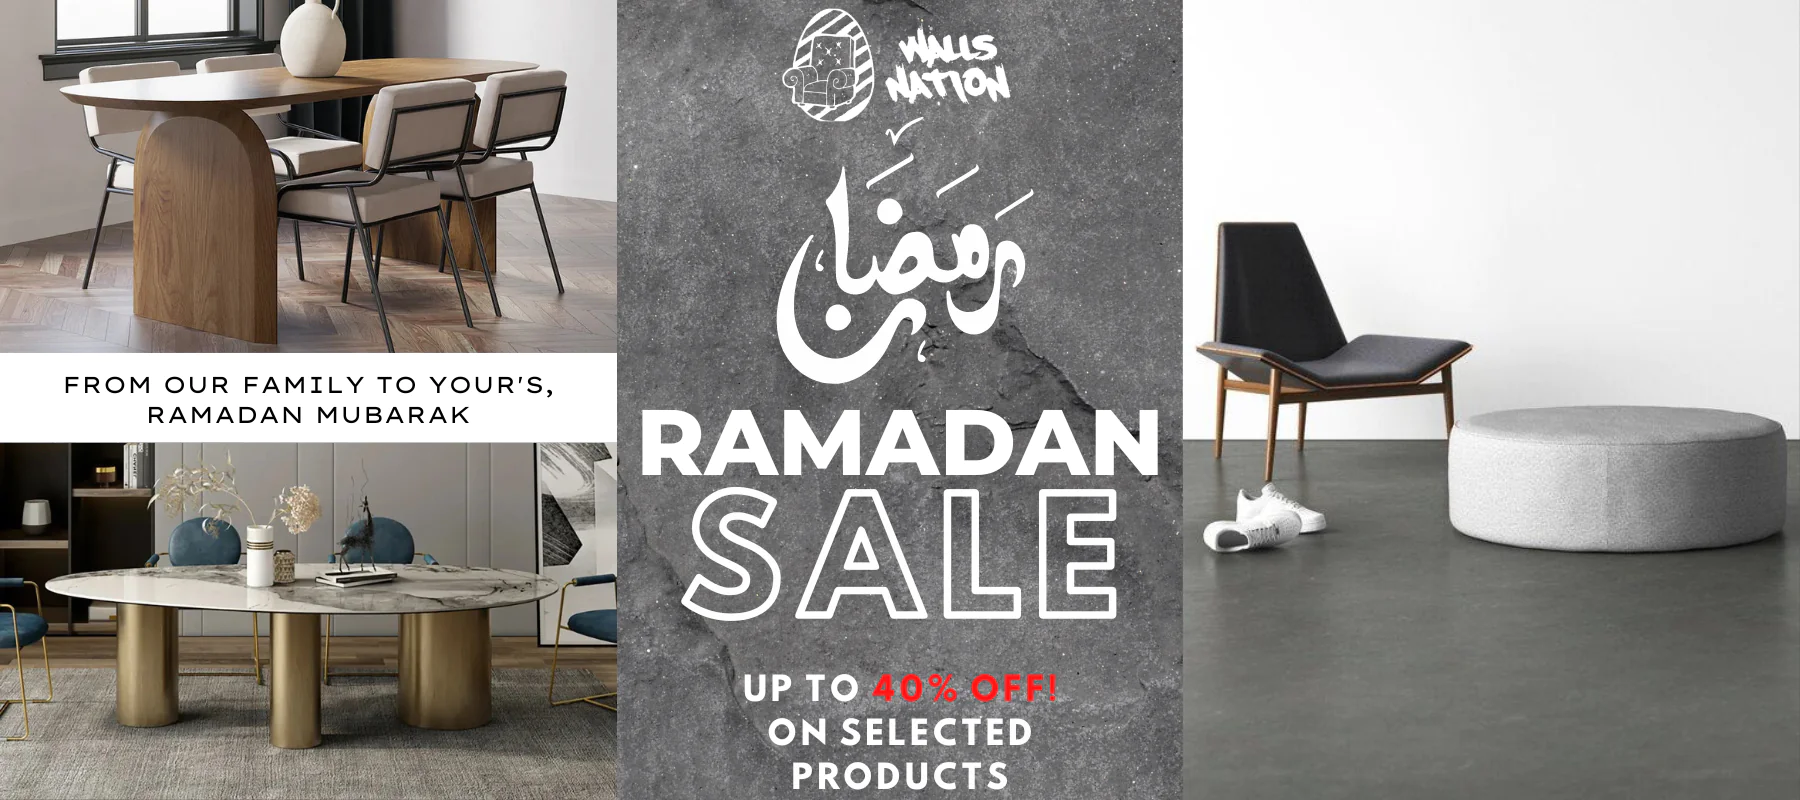 FROM OUR FAMILY TO YOUR'S,
RAMADAN MUBARAK
WALLS
NATION
رمضان
RAMADAN
SALE
UP TO 40% OFF!
ON SELECTED
PRODUCTS